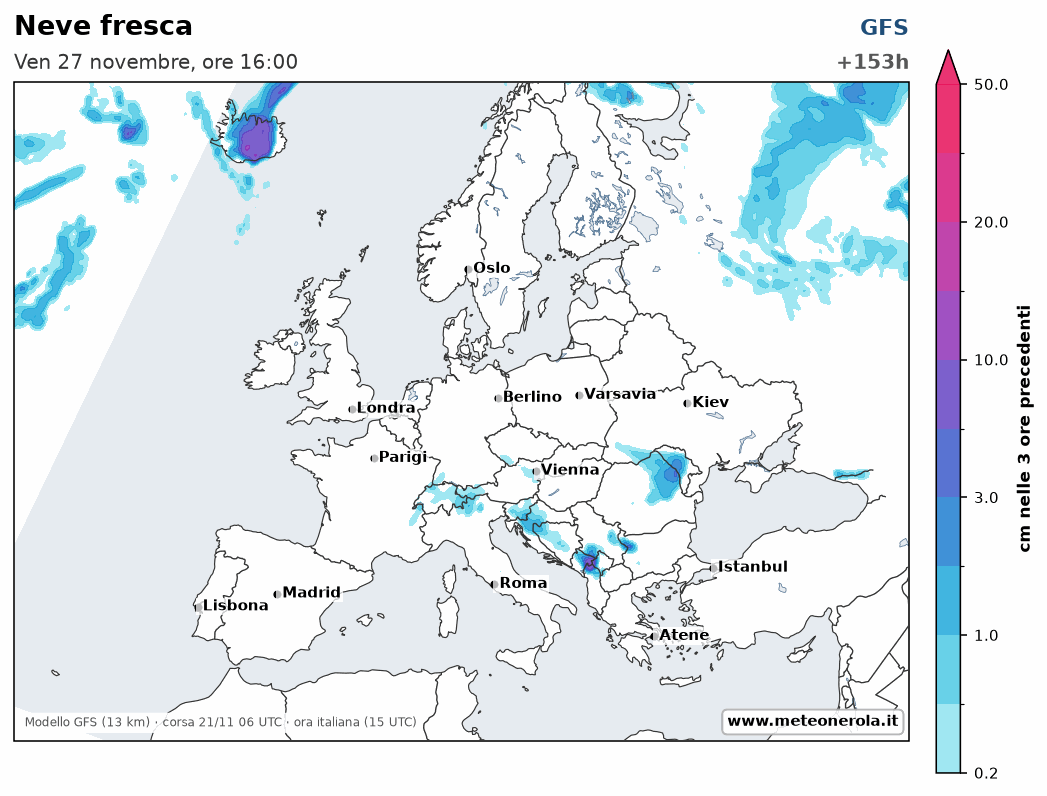 Neve fresca
GFS
Ven 27 novembre, ore 16:00
+153h
50.0
20.0
10.0
3.0
1.0
0.2
cm nelle 3 ore precedenti
Oslo
Berlino
Varsavia
Kiev
Londra
Parigi
Vienna
Istanbul
Roma
Madrid
Lisbona
Atene
Modello GFS (13 km) · corsa 21/11 06 UTC · ora italiana (15 UTC)
www.meteonerola.it